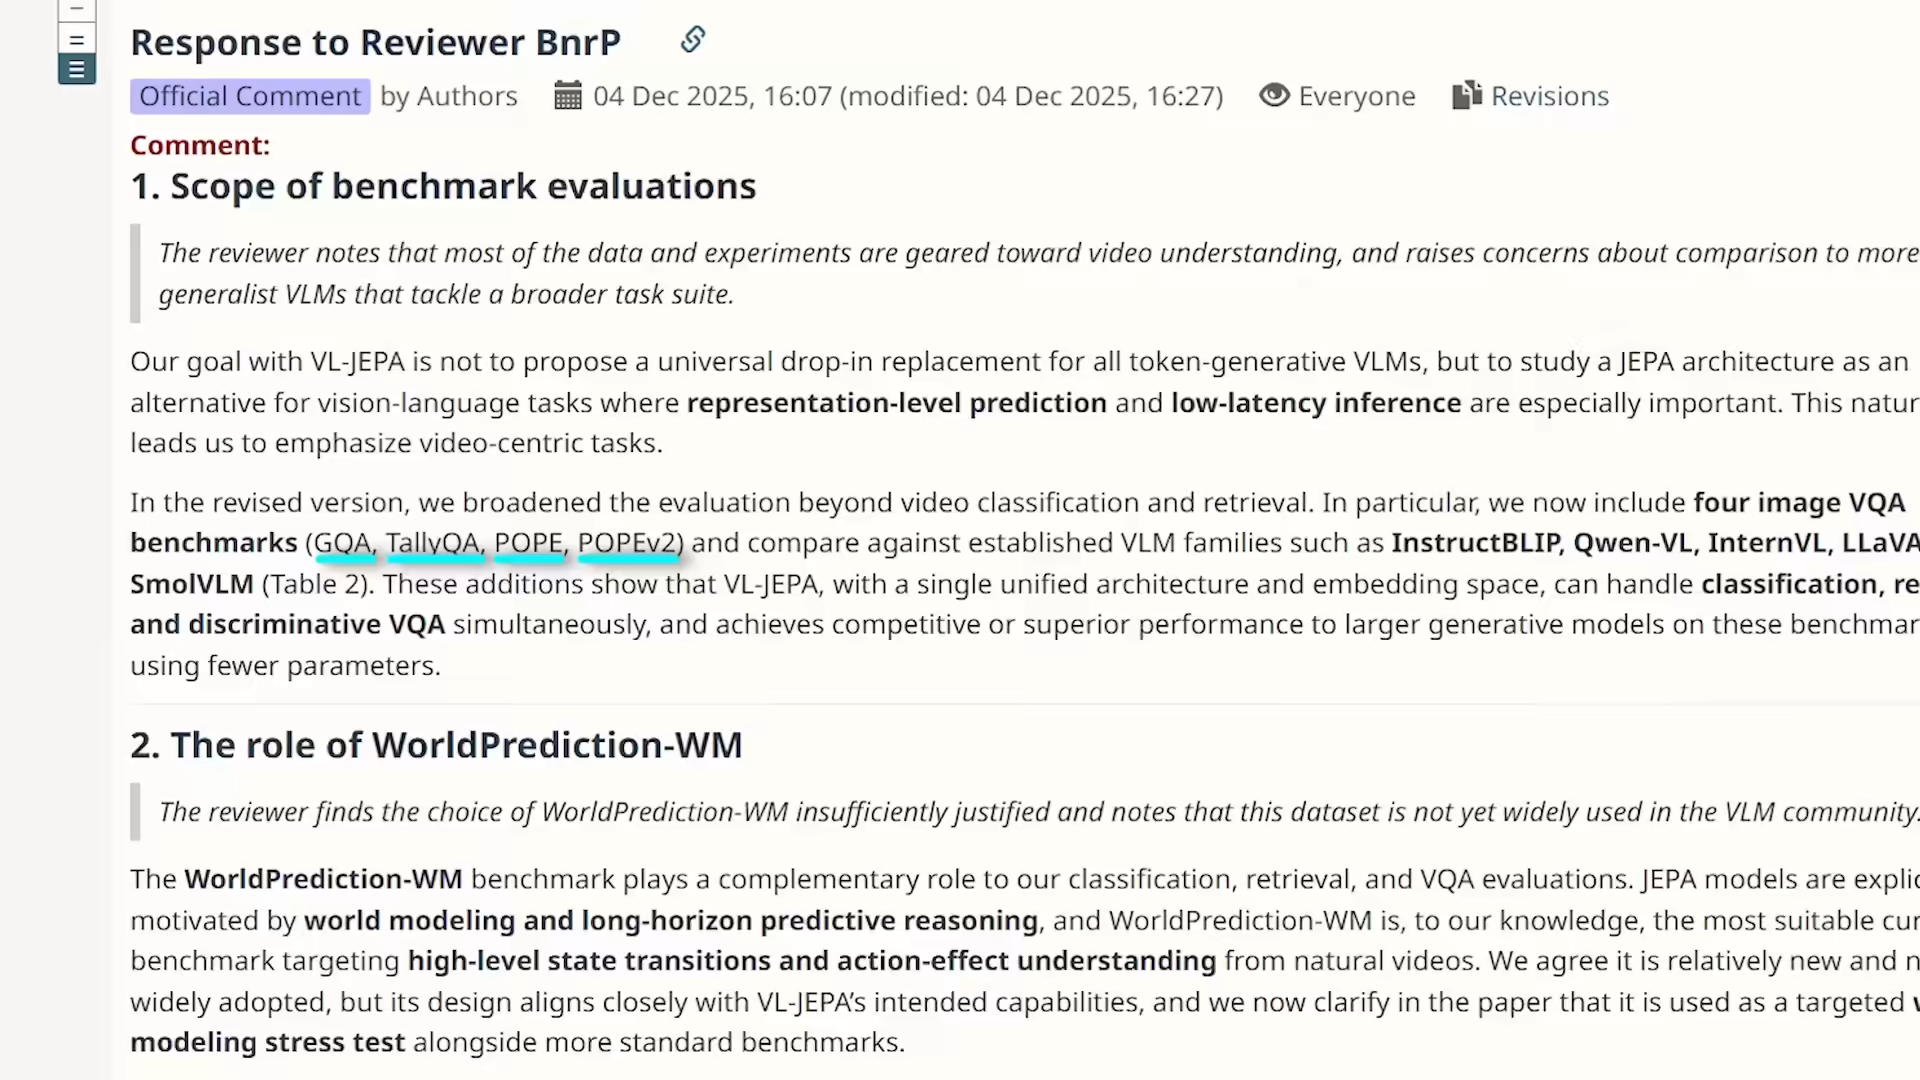 Response to Reviewer BnrP
Official Comment by Authors 04 Dec 2025, 16:07 (modified: 04 Dec 2025, 16:27) Everyone Revisions
Comment:
1. Scope of benchmark evaluations
The reviewer notes that most of the data and experiments are geared toward video understanding, and raises concerns about comparison to more
generalist VLMs that tackle a broader task suite.
Our goal with VL-JEPA is not to propose a universal drop-in replacement for all token-generative VLMs, but to study a JEPA architecture as an
alternative for vision-language tasks where representation-level prediction and low-latency inference are especially important. This natur
leads us to emphasize video-centric tasks.
In the revised version, we broadened the evaluation beyond video classification and retrieval. In particular, we now include four image VQA
benchmarks (GQA, TallyQA, POPE, POPEv2) and compare against established VLM families such as InstructBLIP, Qwen-VL, InternVL, LLaVA
SmolVLM (Table 2). These additions show that VL-JEPA, with a single unified architecture and embedding space, can handle classification, re
and discriminative VQA simultaneously, and achieves competitive or superior performance to larger generative models on these benchmar
using fewer parameters.
2. The role of WorldPrediction-WM
The reviewer finds the choice of WorldPrediction-WM insufficiently justified and notes that this dataset is not yet widely used in the VLM community.
The WorldPrediction-WM benchmark plays a complementary role to our classification, retrieval, and VQA evaluations. JEPA models are explic
motivated by world modeling and long-horizon predictive reasoning, and WorldPrediction-WM is, to our knowledge, the most suitable cur
benchmark targeting high-level state transitions and action-effect understanding from natural videos. We agree it is relatively new and n
widely adopted, but its design aligns closely with VL-JEPA's intended capabilities, and we now clarify in the paper that it is used as a targeted
modeling stress test alongside more standard benchmarks.